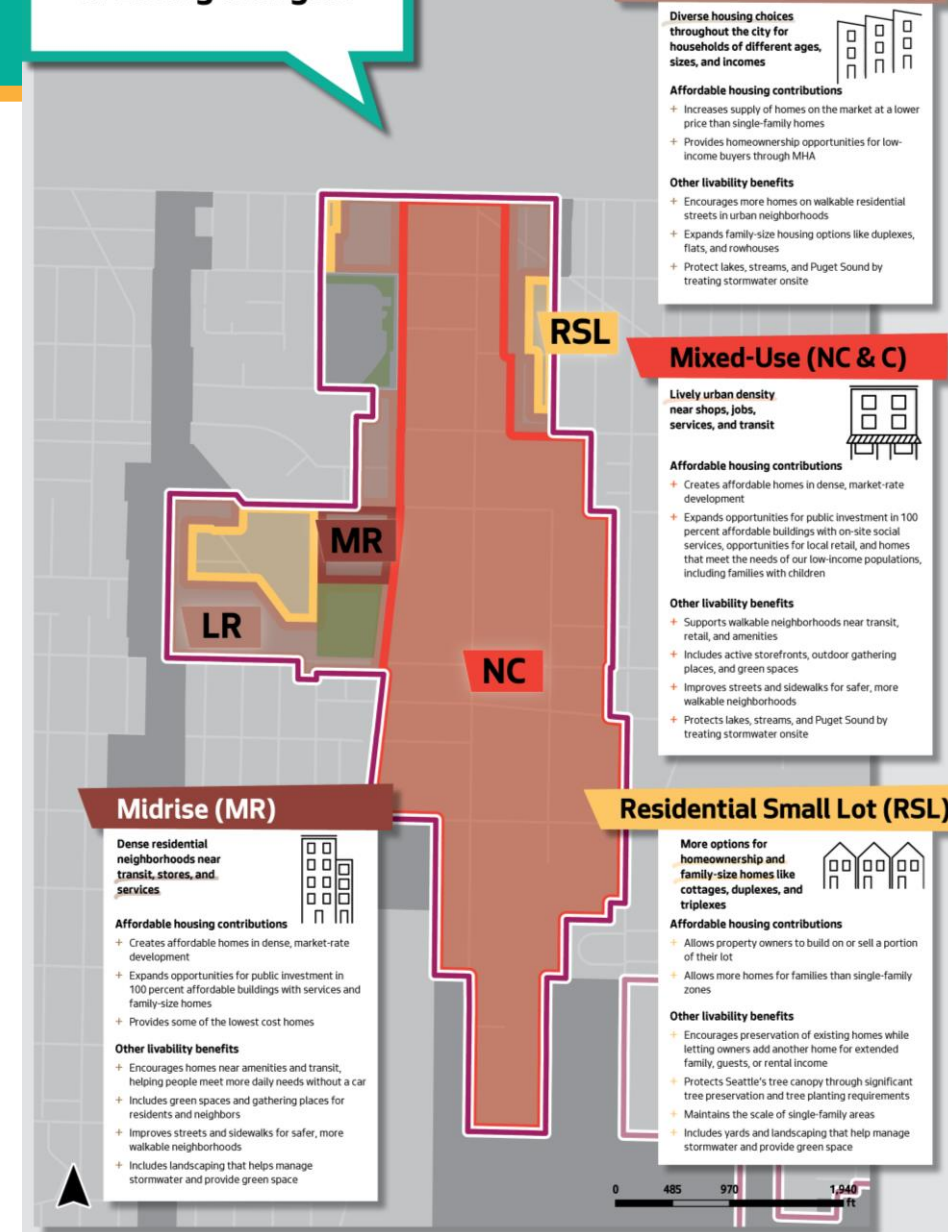 Diverse housing choices
throughout the city for
households of different ages,
sizes, and incomes
Affordable housing contributions
+ Increases supply of homes on the market at a lower
price than single-family homes
+ Provides homeownership opportunities for low-
income buyers through MHA
Other livability benefits
+ Encourages more homes on walkable residential
streets in urban neighborhoods
+ Expands family-size housing options like duplexes,
flats, and rowhouses
+ Protect lakes, streams, and Puget Sound by
treating stormwater onsite
RSL
Mixed-Use (NC & C)
Lively urban density
near shops, jobs,
services, and transit
Affordable housing contributions
+ Creates affordable homes in dense, market-rate
development
+ Expands opportunities for public investment in 100
percent affordable buildings with on-site social
services, opportunities for local retail, and homes
that meet the needs of our low-income populations,
including families with children
Other livability benefits
+ Supports walkable neighborhoods near transit,
retail, and amenities
+ Includes active storefronts, outdoor gathering
places, and green spaces
+ Improves streets and sidewalks for safer, more
walkable neighborhoods
+ Protects lakes, streams, and Puget Sound by
treating stormwater onsite
MR
LR
NC
Midrise (MR)
Dense residential
neighborhoods near
transit, stores, and
services
Affordable housing contributions
+ Creates affordable homes in dense, market-rate
development
+ Expands opportunities for public investment in
100 percent affordable buildings with services and
family-size homes
+ Provides some of the lowest cost homes
Other livability benefits
+ Encourages homes near amenities and transit,
helping people meet more daily needs without a car
+ Includes green spaces and gathering places for
residents and neighbors
+ Improves streets and sidewalks for safer, more
walkable neighborhoods
+ Includes landscaping that helps manage
stormwater and provide green space
Residential Small Lot (RSL)
More options for
homeownership and
family-size homes like
cottages, duplexes, and
triplexes
Affordable housing contributions
+ Allows property owners to build on or sell a portion
of their lot
+ Allows more homes for families than single-family
zones
Other livability benefits
+ Encourages preservation of existing homes while
letting owners add another home for extended
family, guests, or rental income
+ Protects Seattle's tree canopy through significant
tree preservation and tree planting requirements
+ Maintains the scale of single-family areas
+ Includes yards and landscaping that help manage
stormwater and provide green space
0 485 970 1,940
ft